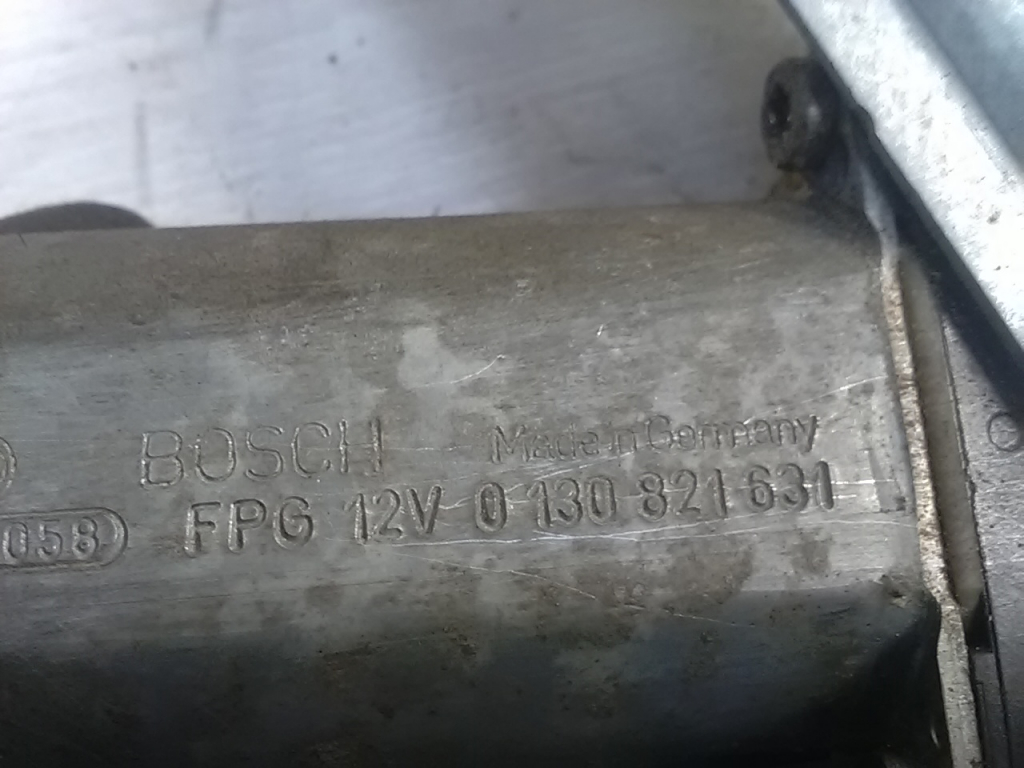 BOSCH Made in Germany
058 FPG 12V 0 130 821 631